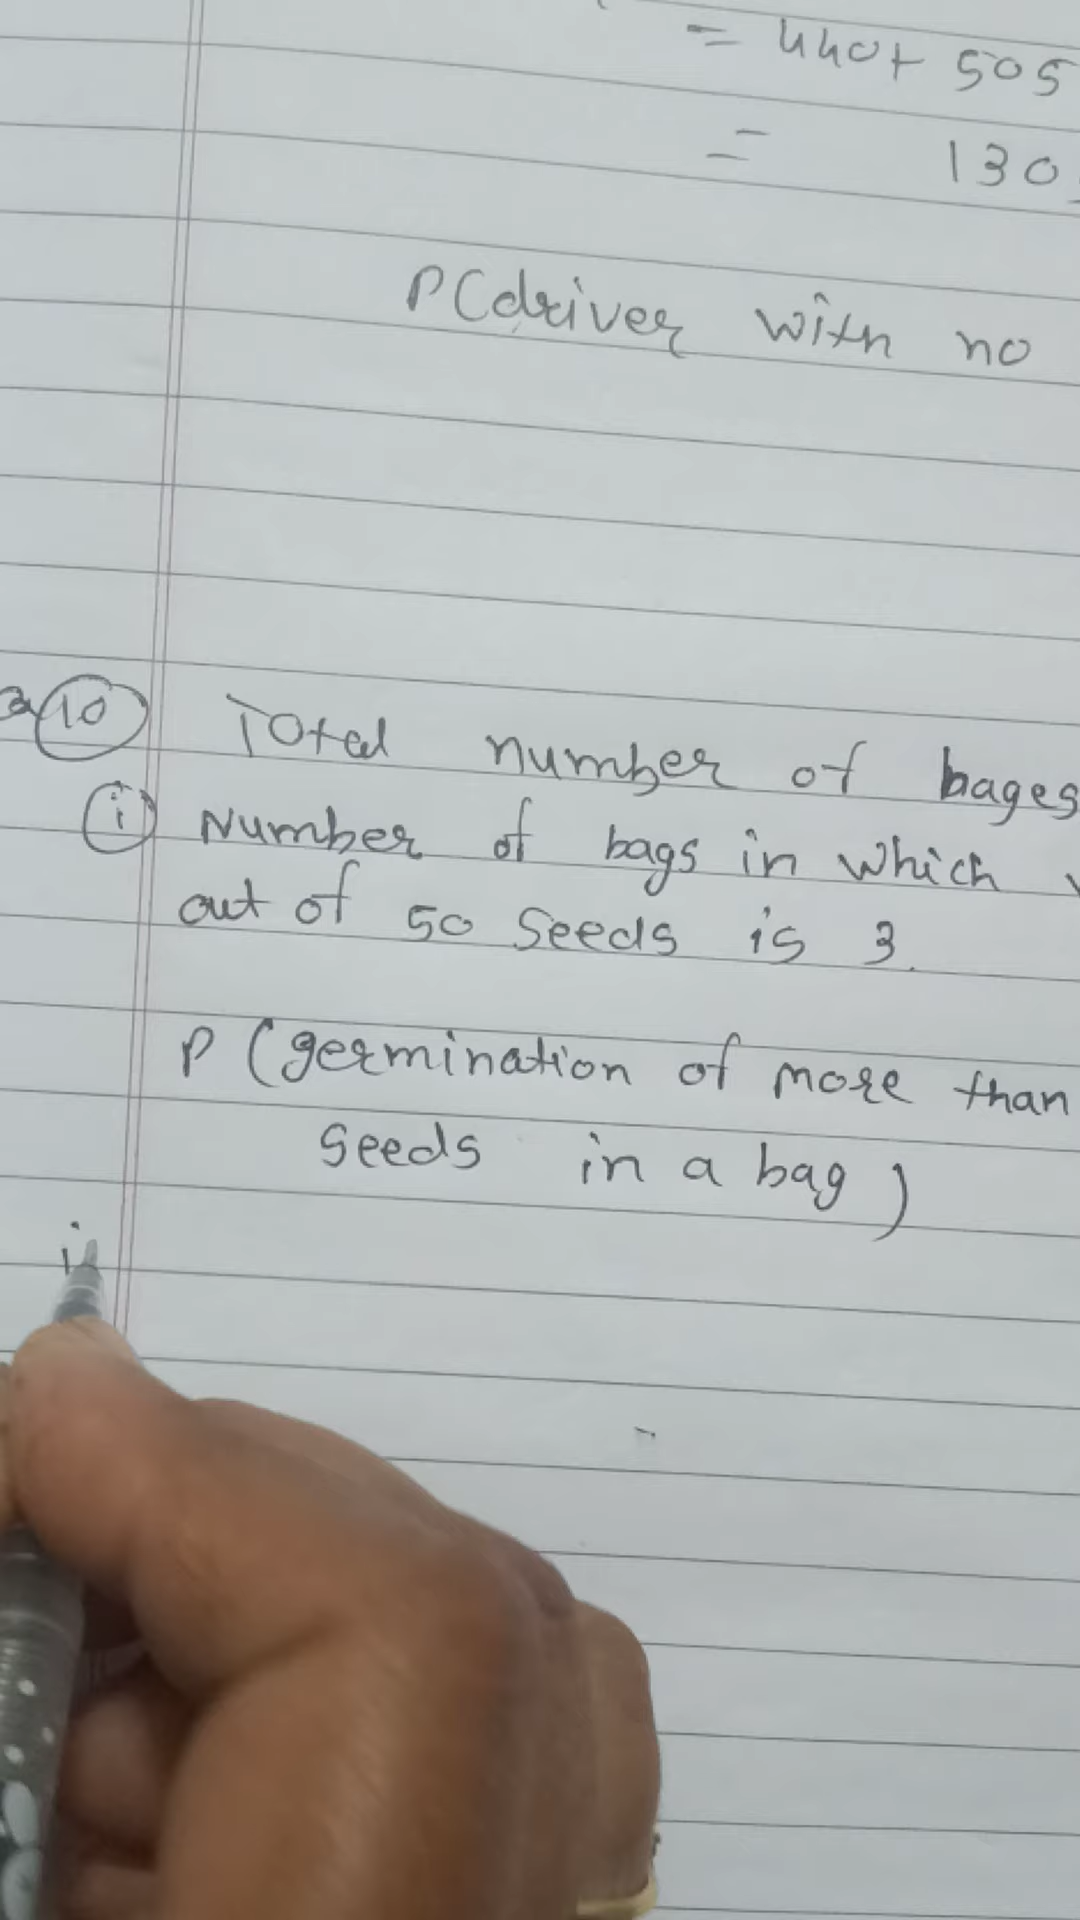 = 440+ 505
= 130
P(driver with no
10 Total number of bages
(i) Number of bags in which
out of 50 Seeds is 3.
P (germination of more than
Seeds in a bag)
i